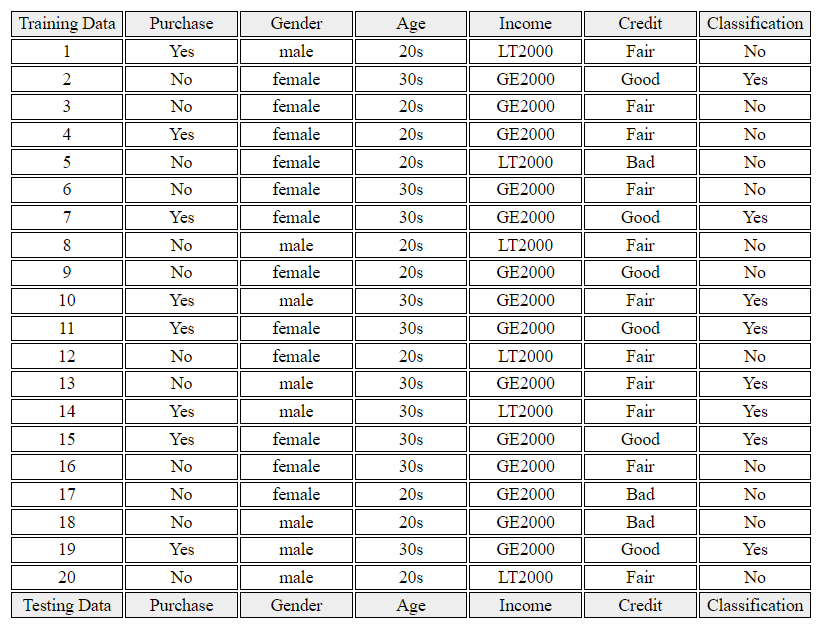 Training Data Purchase Gender Age Income Credit Classification
1 Yes male 20s LT2000 Fair No
2 No female 30s GE2000 Good Yes
3 No female 20s GE2000 Fair No
4 Yes female 20s GE2000 Fair No
5 No female 20s LT2000 Bad No
6 No female 30s GE2000 Fair No
7 Yes female 30s GE2000 Good Yes
8 No male 20s LT2000 Fair No
9 No female 20s GE2000 Good No
10 Yes male 30s GE2000 Fair Yes
11 Yes female 30s GE2000 Good Yes
12 No female 20s LT2000 Fair No
13 No male 30s GE2000 Fair Yes
14 Yes male 30s LT2000 Fair Yes
15 Yes female 30s GE2000 Good Yes
16 No female 30s GE2000 Fair No
17 No female 20s GE2000 Bad No
18 No male 20s GE2000 Bad No
19 Yes male 30s GE2000 Good Yes
20 No male 20s LT2000 Fair No
Testing Data Purchase Gender Age Income Credit Classification